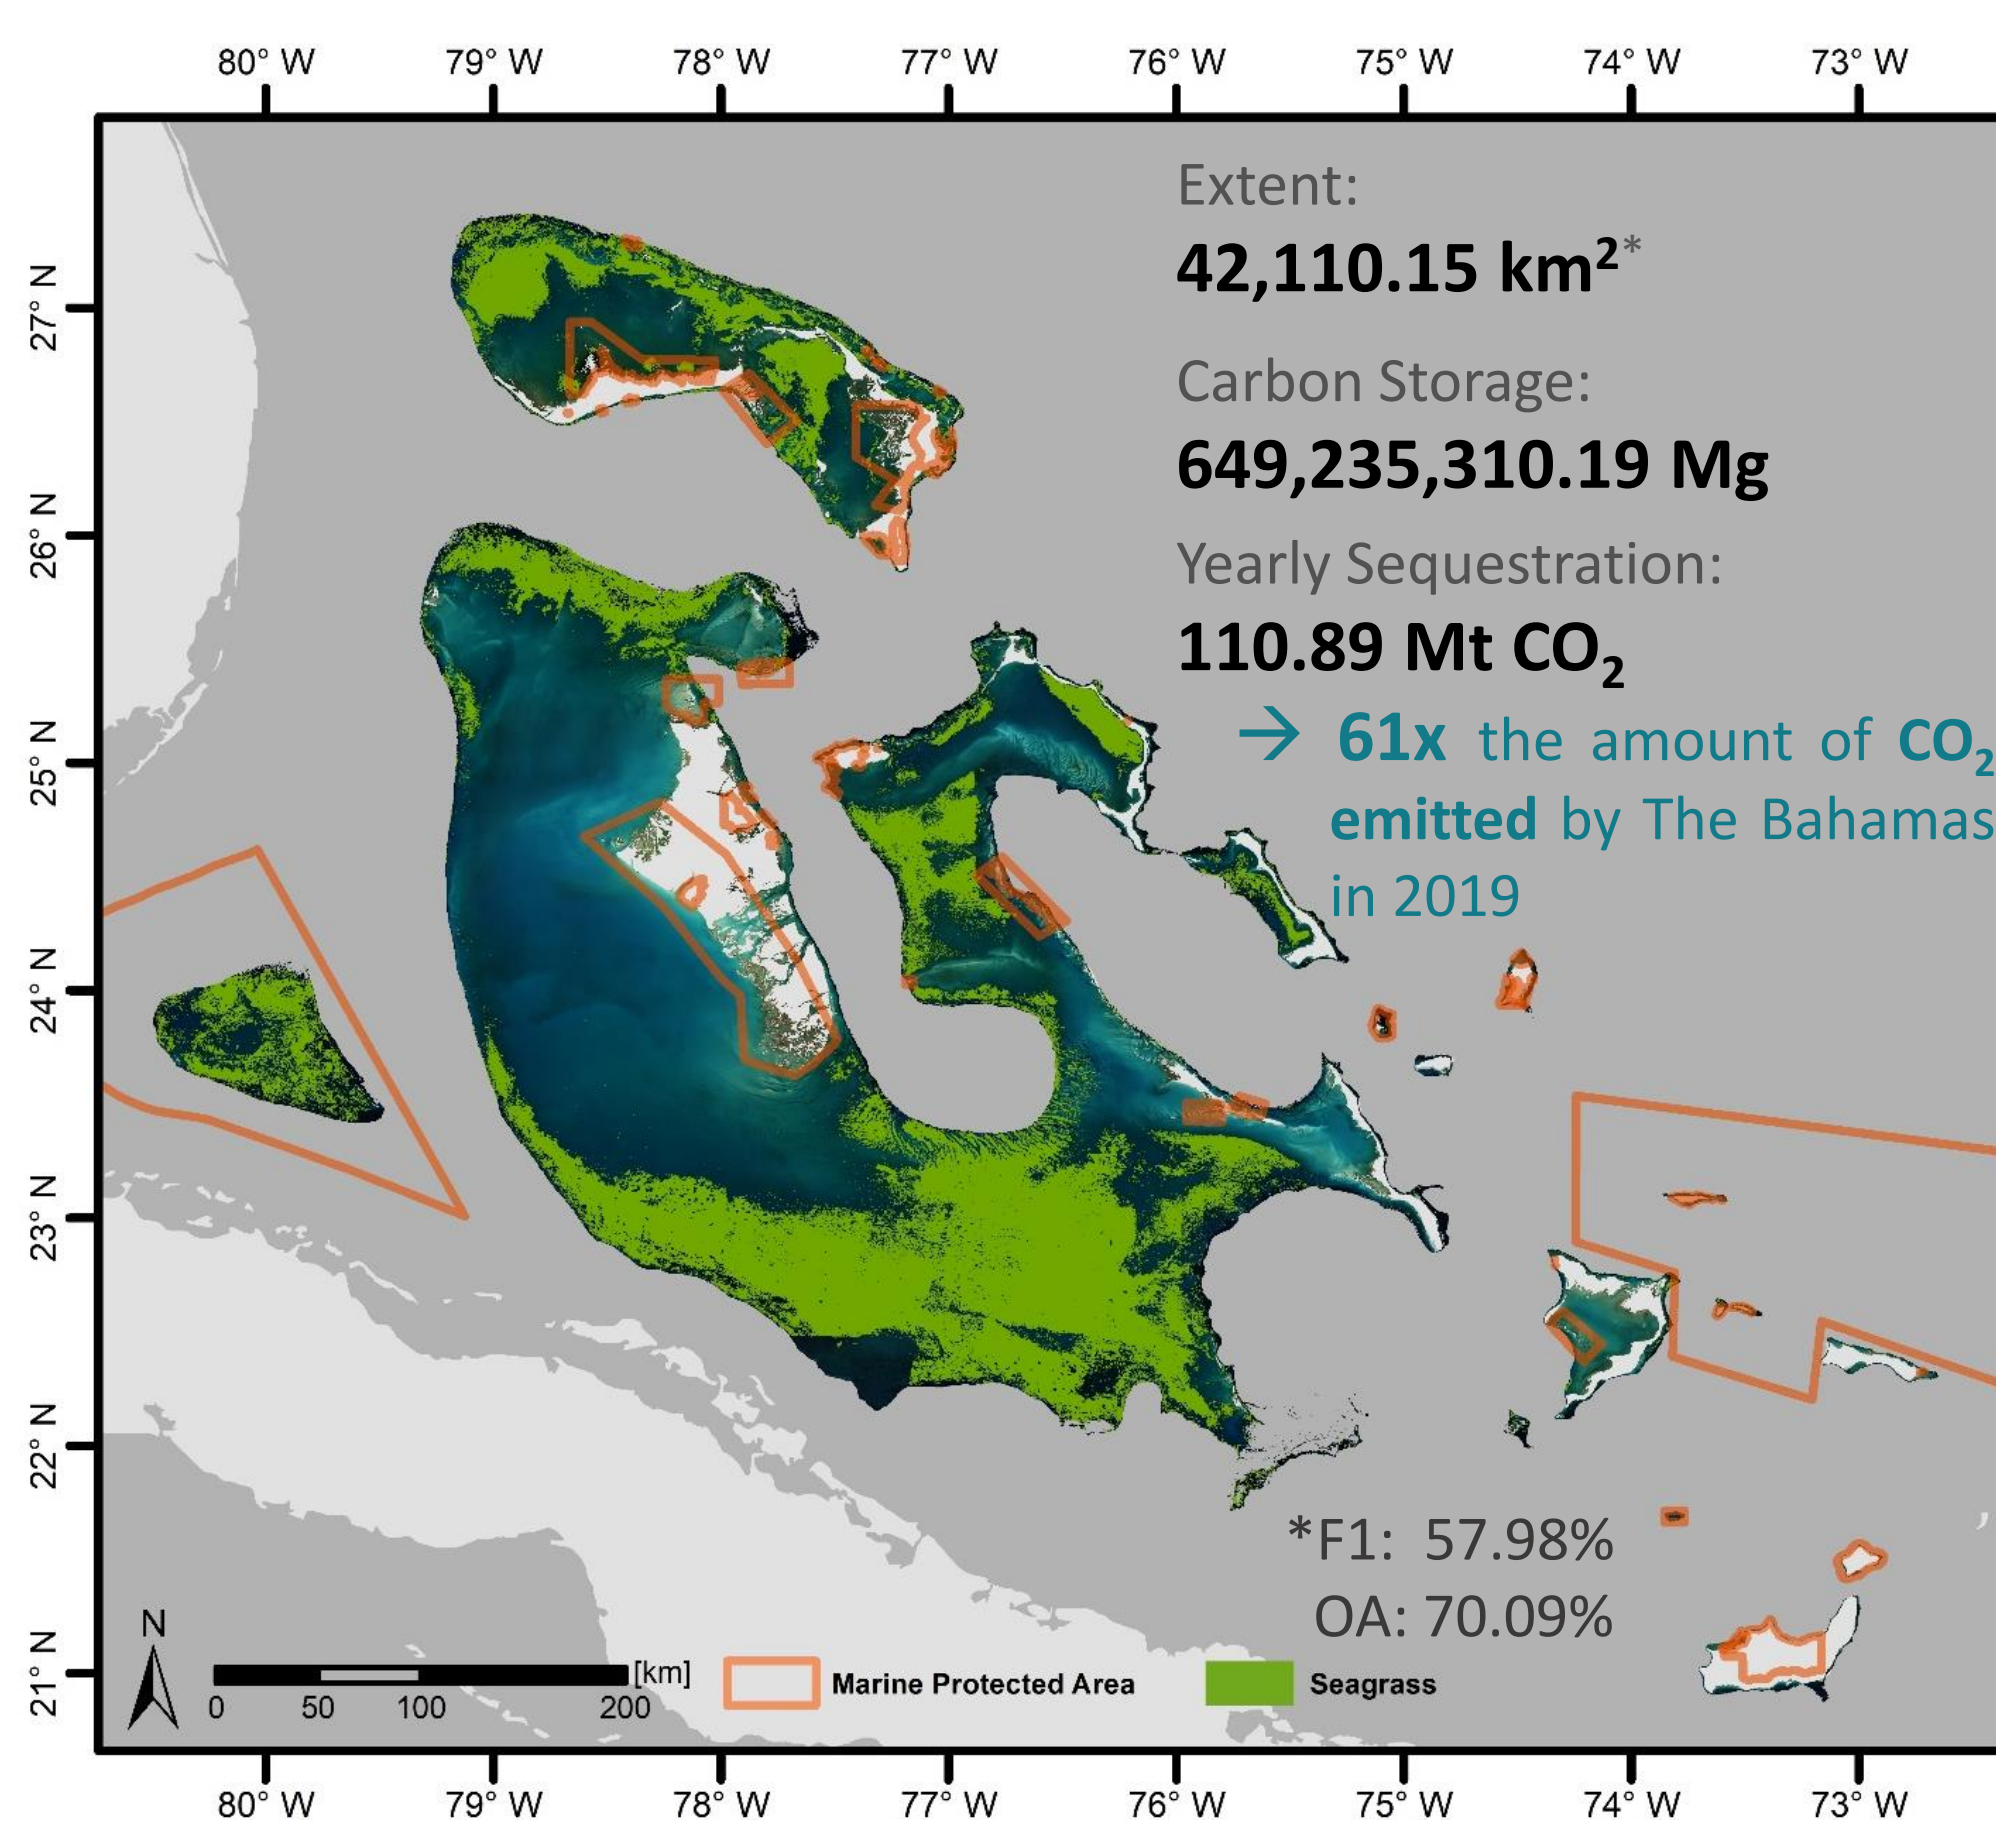 80° W 79° W 78° W 77° W 76° W 75° W 74° W 73° W
Extent:
42,110.15 km²*
Carbon Storage:
649,235,310.19 Mg
Yearly Sequestration:
110.89 Mt CO₂
→ 61x the amount of CO₂
emitted by The Bahamas
in 2019
27° N
26° N
25° N
24° N
23° N
22° N
21° N
*F1: 57.98%
OA: 70.09%
N
[km]
0 50 100 200
Marine Protected Area
Seagrass
80° W 79° W 78° W 77° W 76° W 75° W 74° W 73° W